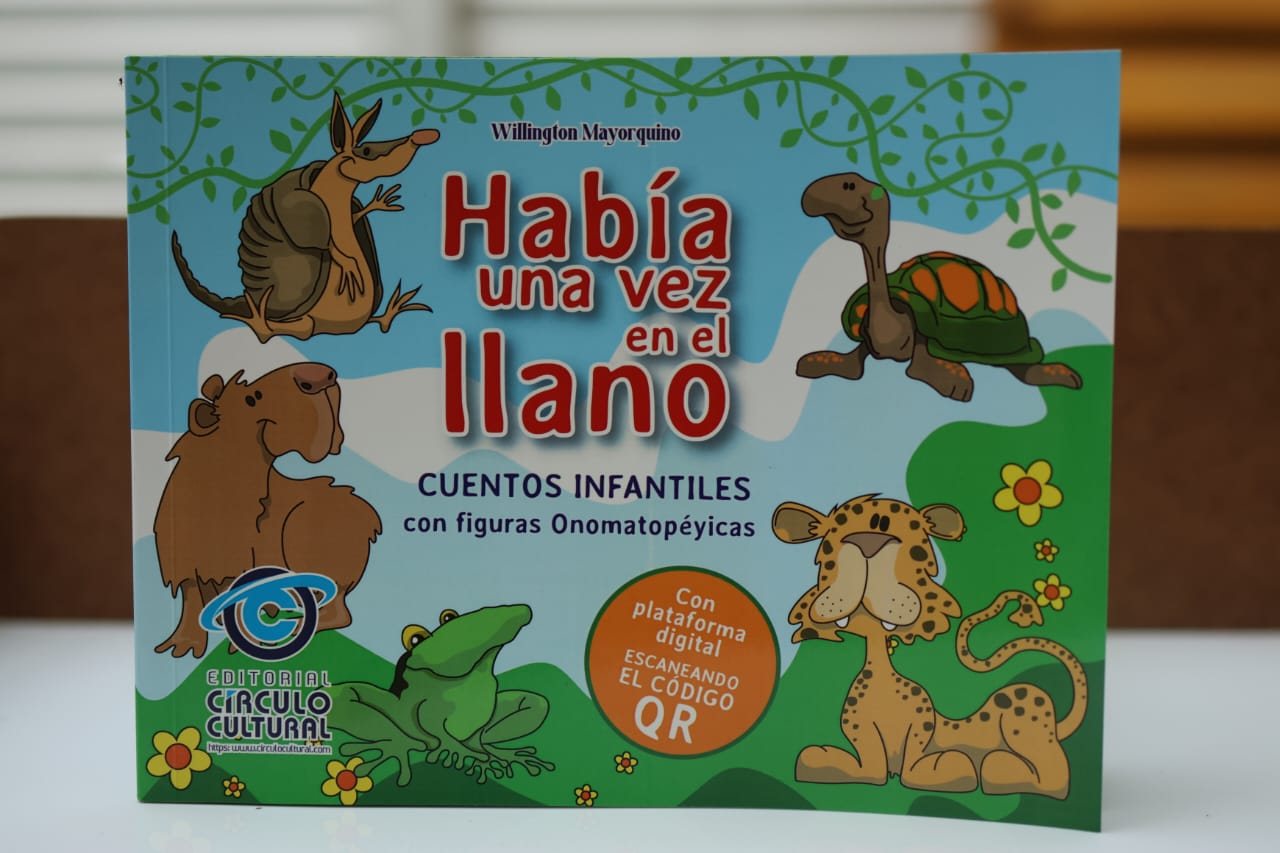 Willington Mayorquino
Había
una vez
en el
llano
CUENTOS INFANTILES
con figuras Onomatopéyicas
Con
plataforma
digital
ESCANEANDO
EL CÓDIGO
QR
EDITORIAL
CÍRCULO
CULTURAL
https: www.circulocultural.com